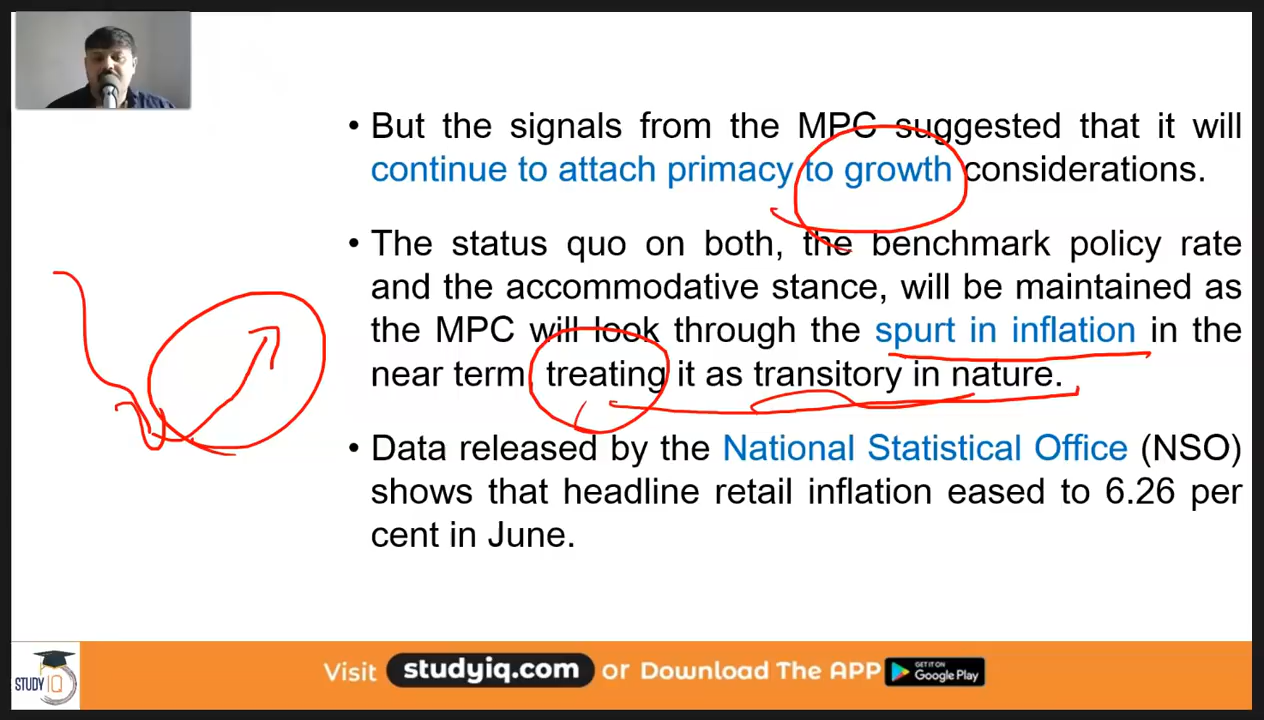 • But the signals from the MPC suggested that it will
continue to attach primacy to growth considerations.
• The status quo on both, the benchmark policy rate
and the accommodative stance, will be maintained as
the MPC will look through the spurt in inflation in the
near term treating it as transitory in nature.
• Data released by the National Statistical Office (NSO)
shows that headline retail inflation eased to 6.26 per
cent in June.
STUDY IQ
Visit studyiq.com or Download The APP
GET IT ON
Google Play